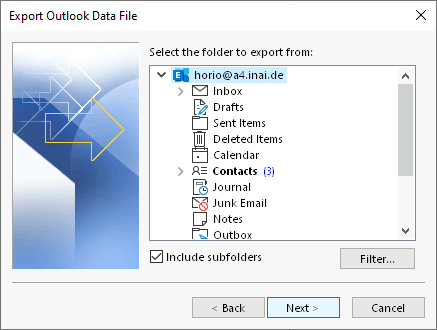 Export Outlook Data File
Select the folder to export from:
horio@a4.inai.de
Inbox
Drafts
Sent Items
Deleted Items
Calendar
Contacts (3)
Journal
Junk Email
Notes
Outbox
Include subfolders
Filter...
< Back
Next >
Cancel